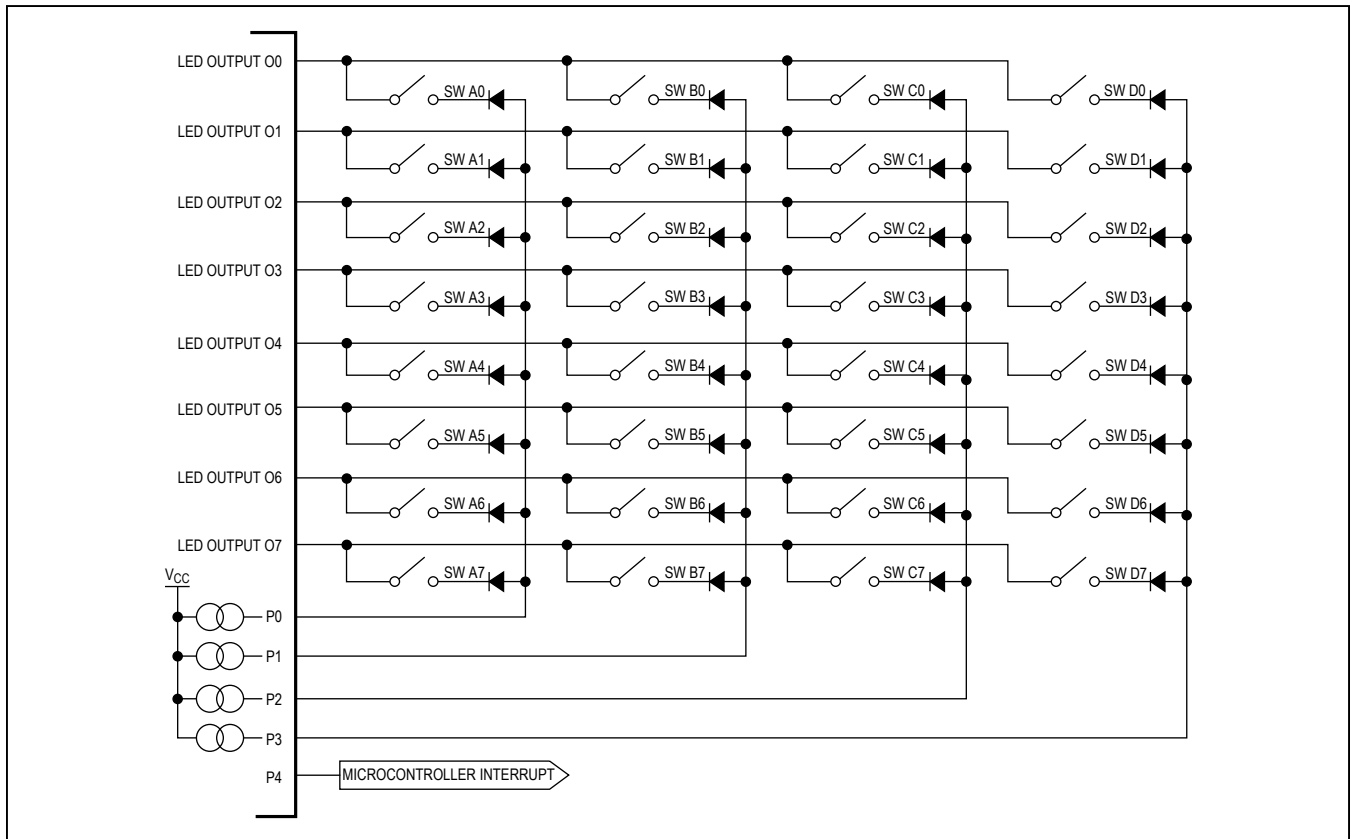 LED OUTPUT O0
SW A0 SW B0 SW C0 SW D0
LED OUTPUT O1
SW A1 SW B1 SW C1 SW D1
LED OUTPUT O2
SW A2 SW B2 SW C2 SW D2
LED OUTPUT O3
SW A3 SW B3 SW C3 SW D3
LED OUTPUT O4
SW A4 SW B4 SW C4 SW D4
LED OUTPUT O5
SW A5 SW B5 SW C5 SW D5
LED OUTPUT O6
SW A6 SW B6 SW C6 SW D6
LED OUTPUT O7
SW A7 SW B7 SW C7 SW D7
VCC
P0
P1
P2
P3
P4 MICROCONTROLLER INTERRUPT